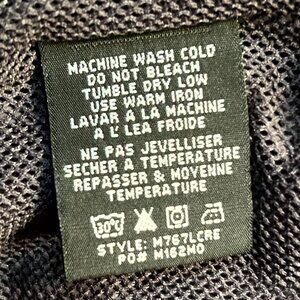 MACHINE WASH COLD
DO NOT BLEACH
TUMBLE DRY LOW
USE WARM IRON
LAVAR A LA MACHINE
A L'EA FROIDE
NE PAS JEVELLISER
SECHER A TEMPERATURE
REPASSER & MOYENNE
TEMPERATURE
30°C
STYLE: M767LCRE
PO# M162MO